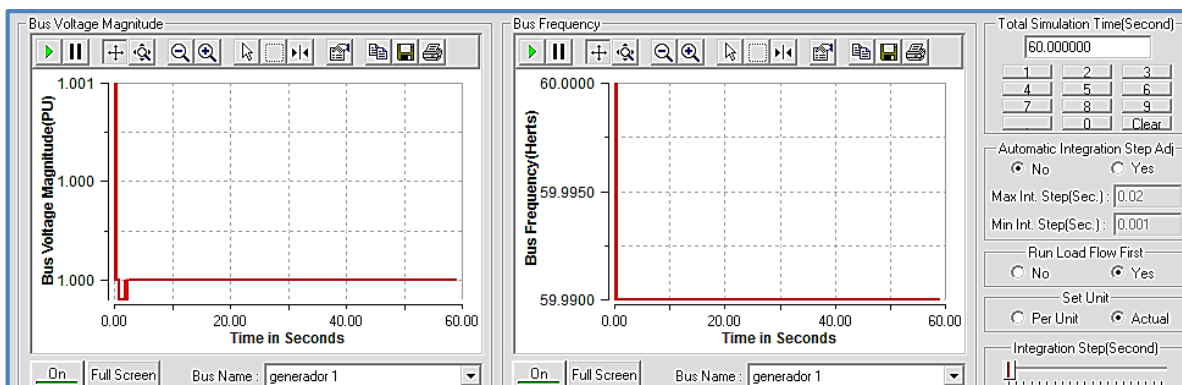 Bus Voltage Magnitude
1.001
1.000
1.000
Bus Voltage Magnitude(PU)
0.00 20.00 40.00 60.00
Time in Seconds
On Full Screen Bus Name : generador 1
Bus Frequency
60.0000
59.9950
59.9900
Bus Frequency(Herts)
0.00 20.00 40.00 60.00
Time in Seconds
On Full Screen Bus Name : generador 1
Total Simulation Time(Second)
60.000000
1 2 3
4 5 6
7 8 9
. 0 Clear
Automatic Integration Step Adj
No Yes
Max Int. Step(Sec.) : 0.02
Min Int. Step(Sec.) : 0.001
Run Load Flow First
No Yes
Set Unit
Per Unit Actual
Integration Step(Second)